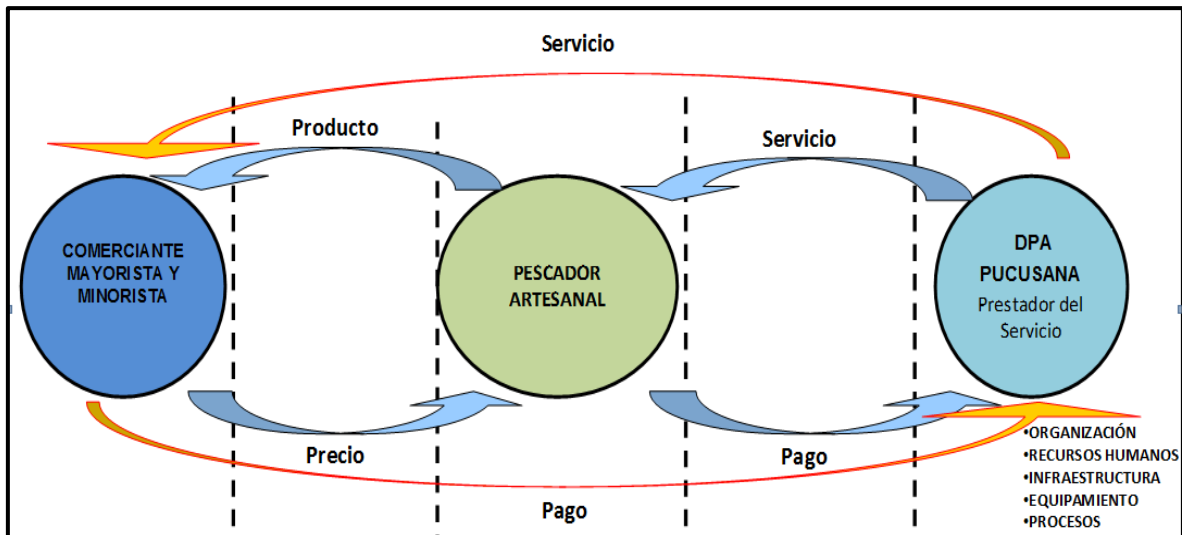 Servicio
Producto
Servicio
COMERCIANTE
MAYORISTA Y
MINORISTA
PESCADOR
ARTESANAL
DPA
PUCUSANA
Prestador del
Servicio
Precio
Pago
Pago
•ORGANIZACIÓN
•RECURSOS HUMANOS
•INFRAESTRUCTURA
•EQUIPAMIENTO
•PROCESOS